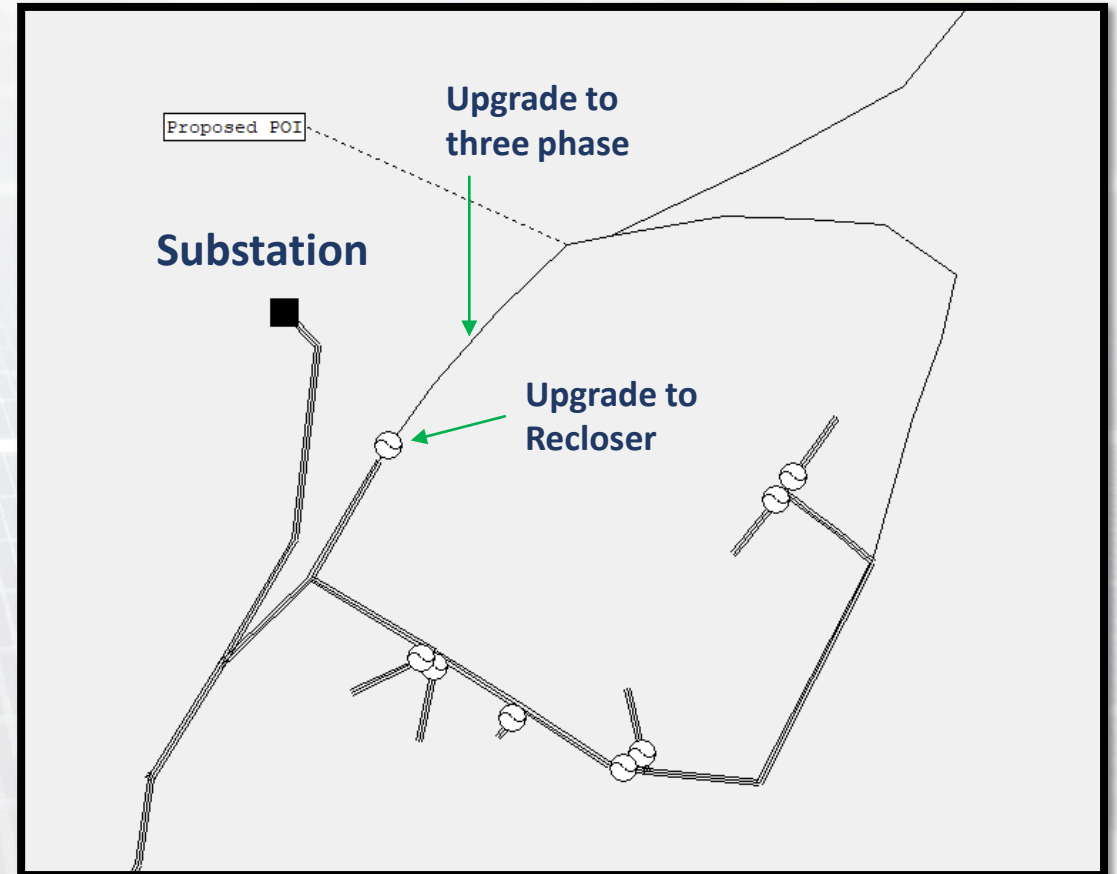 Upgrade to
three phase
Proposed POI
Substation
Upgrade to
Recloser